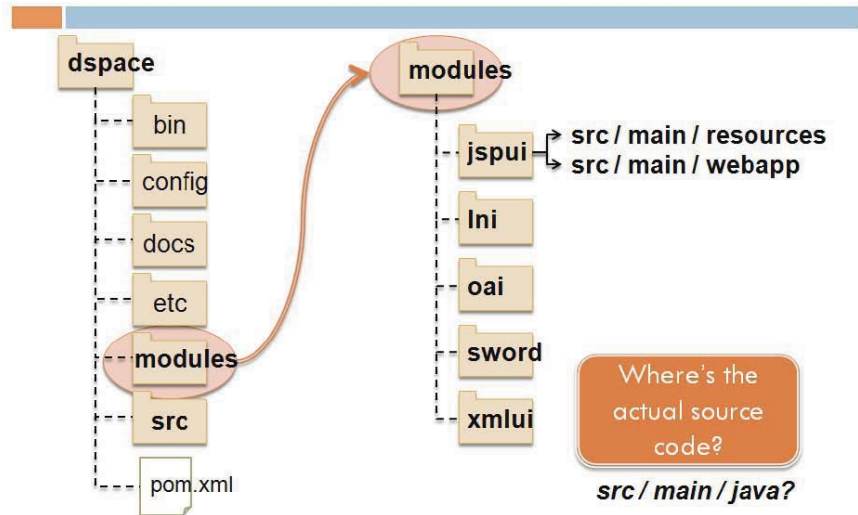 dspace
bin
config
docs
etc
modules
src
pom.xml
modules
jspui
src / main / resources
src / main / webapp
lni
oai
sword
xmlui
Where's the
actual source
code?
src / main / java?